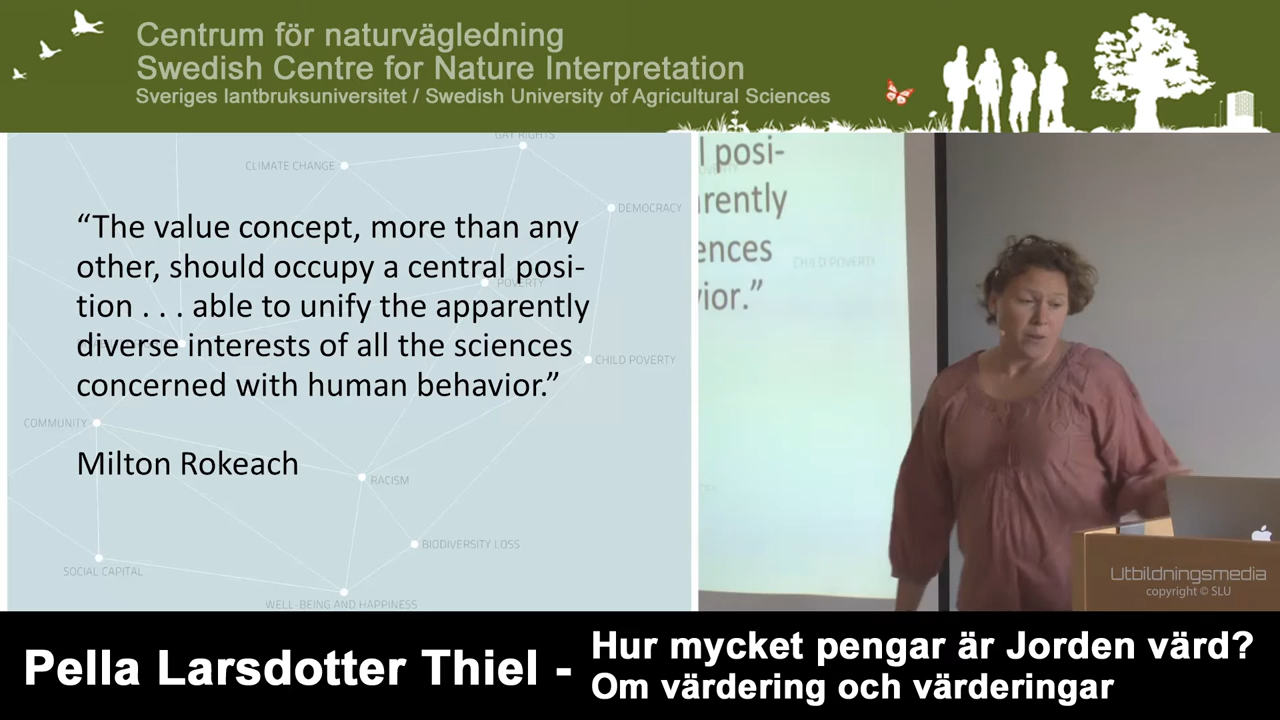 Centrum för naturvägledning
Swedish Centre for Nature Interpretation
Sveriges lantbruksuniversitet / Swedish University of Agricultural Sciences
GAY RIGHTS
CLIMATE CHANGE
DEMOCRACY
“The value concept, more than any
other, should occupy a central posi-
tion . . . able to unify the apparently
diverse interests of all the sciences
concerned with human behavior.”
POVERTY
CHILD POVERTY
COMMUNITY
Milton Rokeach
RACISM
BIODIVERSITY LOSS
SOCIAL CAPITAL
WELL-BEING AND HAPPINESS
l posi-
rently
ences
CHILD POVERTY
ior.”
Utbildningsmedia
copyright © SLU
Pella Larsdotter Thiel -
Hur mycket pengar är Jorden värd?
Om värdering och värderingar